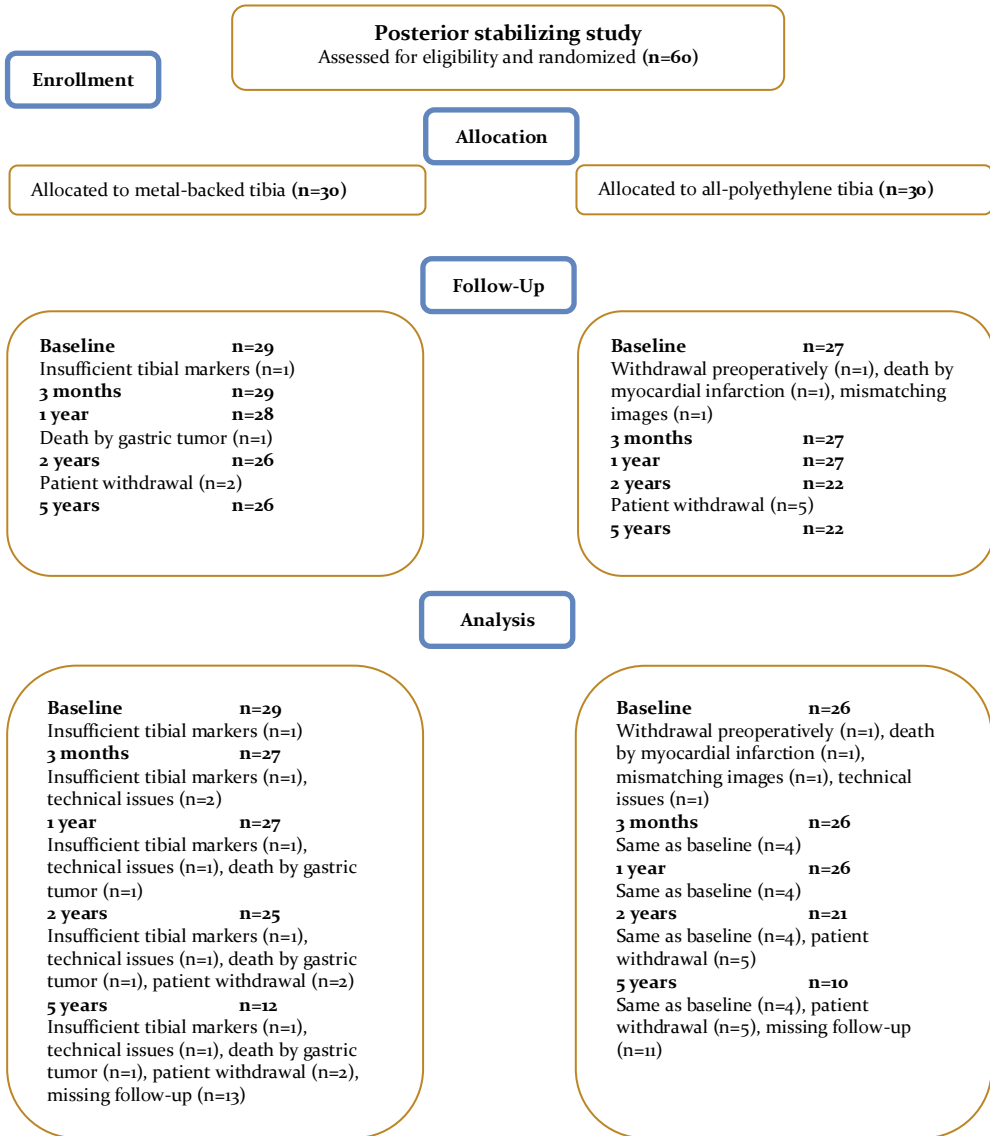 Posterior stabilizing study
Assessed for eligibility and randomized (n=60)
Enrollment
Allocation
Allocated to metal-backed tibia (n=30)
Allocated to all-polyethylene tibia (n=30)
Follow-Up
Baseline n=29
Insufficient tibial markers (n=1)
3 months n=29
1 year n=28
Death by gastric tumor (n=1)
2 years n=26
Patient withdrawal (n=2)
5 years n=26
Baseline n=27
Withdrawal preoperatively (n=1), death by
myocardial infarction (n=1), mismatching
images (n=1)
3 months n=27
1 year n=27
2 years n=22
Patient withdrawal (n=5)
5 years n=22
Analysis
Baseline n=29
Insufficient tibial markers (n=1)
3 months n=27
Insufficient tibial markers (n=1),
technical issues (n=2)
1 year n=27
Insufficient tibial markers (n=1),
technical issues (n=1), death by gastric
tumor (n=1)
2 years n=25
Insufficient tibial markers (n=1),
technical issues (n=1), death by gastric
tumor (n=1), patient withdrawal (n=2)
5 years n=12
Insufficient tibial markers (n=1),
technical issues (n=1), death by gastric
tumor (n=1), patient withdrawal (n=2),
missing follow-up (n=13)
Baseline n=26
Withdrawal preoperatively (n=1), death
by myocardial infarction (n=1),
mismatching images (n=1), technical
issues (n=1)
3 months n=26
Same as baseline (n=4)
1 year n=26
Same as baseline (n=4)
2 years n=21
Same as baseline (n=4), patient
withdrawal (n=5)
5 years n=10
Same as baseline (n=4), patient
withdrawal (n=5), missing follow-up
(n=11)